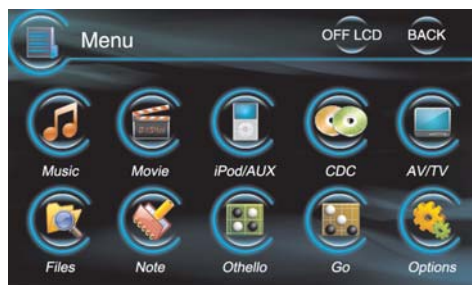 Menu OFF LCD BACK
Music Movie iPod/AUX CDC AV/TV
Files Note Othello Go Options